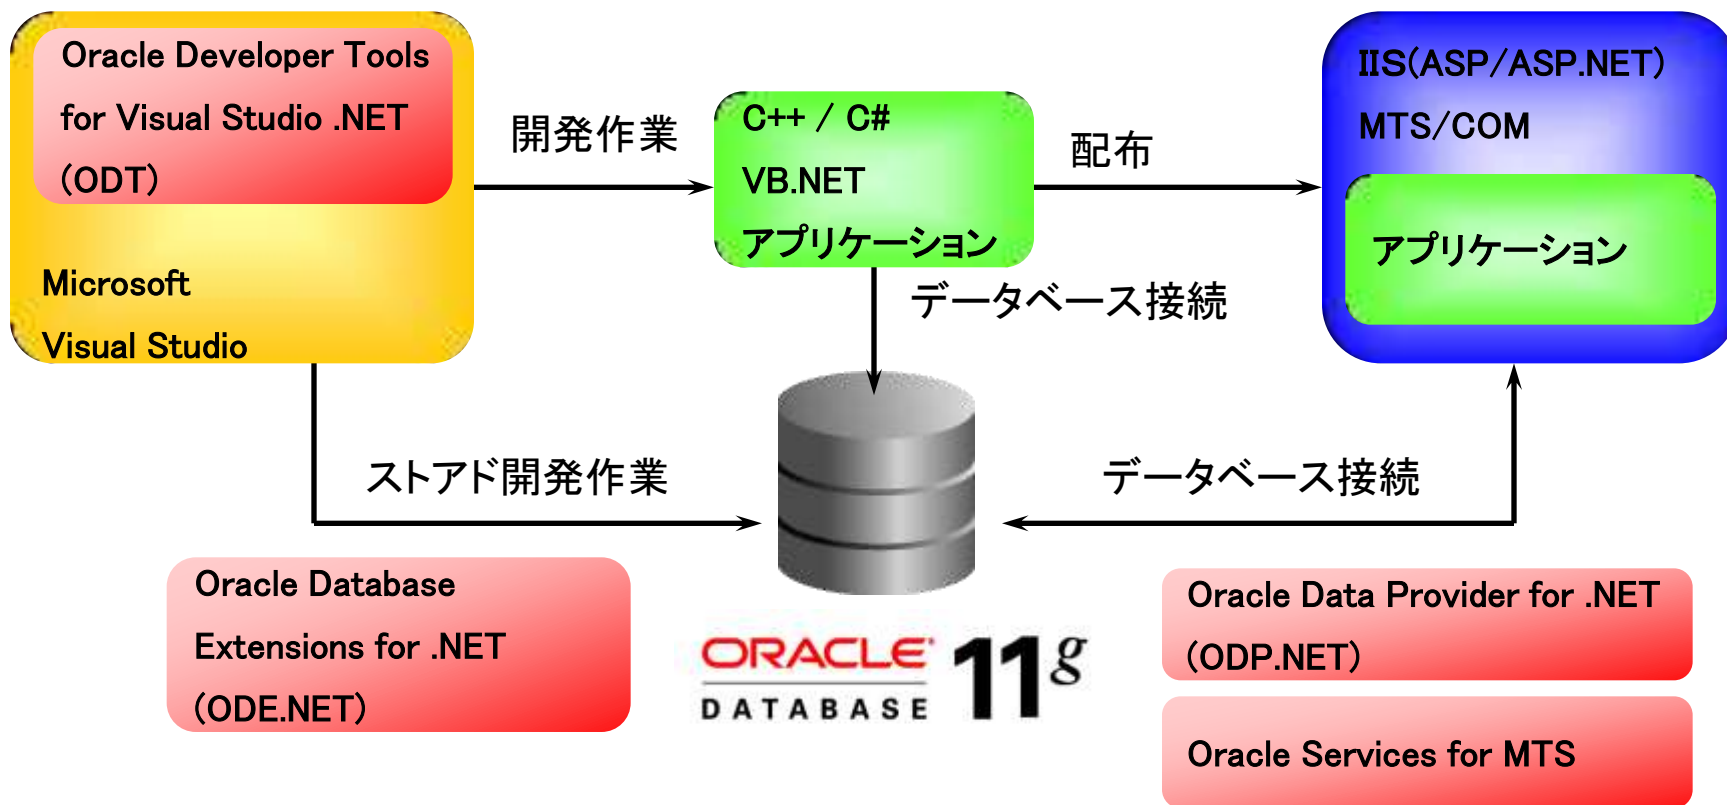 Oracle Developer Tools
for Visual Studio .NET
(ODT)
Microsoft
Visual Studio
開発作業
C++ / C#
VB.NET
アプリケーション
配布
IIS(ASP/ASP.NET)
MTS/COM
アプリケーション
データベース接続
ストアド開発作業
データベース接続
Oracle Database
Extensions for .NET
(ODE.NET)
ORACLE
DATABASE 11g
Oracle Data Provider for .NET
(ODP.NET)
Oracle Services for MTS